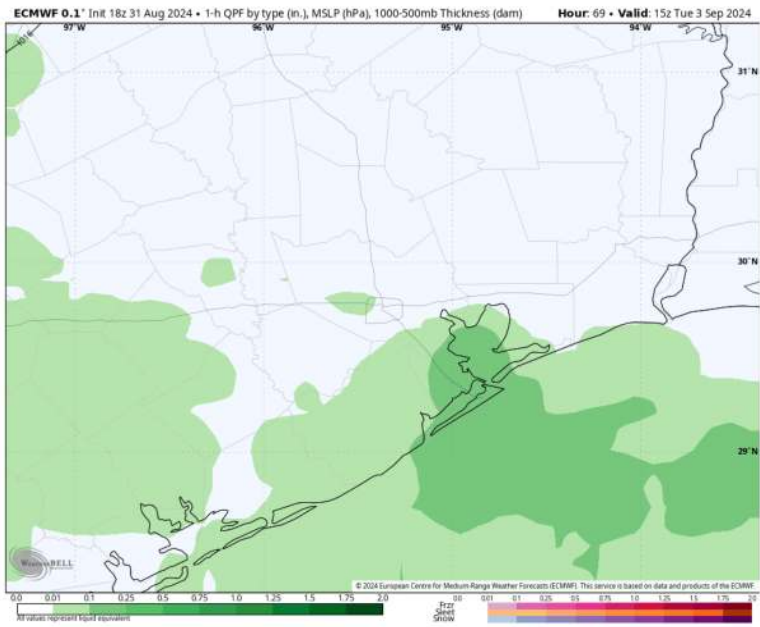 ECMWF 0.1° Init 18z 31 Aug 2024 • 1-h QPF by type (in.), MSLP (hPa), 1000-500mb Thickness (dam) Hour: 69 • Valid: 15z Tue 3 Sep 2024
97°W 96°W 95°W 94°W
1016
31°N
30°N
29°N
WeatherBELL
© 2024 European Centre for Medium-Range Weather Forecasts (ECMWF). This service is based on data and products of the ECMWF.
0.0 0.01 0.1 0.25 0.5 0.75 1.0 1.25 1.5 1.75 2.0
All values represent liquid equivalent
0.0 0.01 0.1 0.25 0.5 0.75 1.0 1.25 1.5 1.75 2.0
Frzr
Sleet
Snow